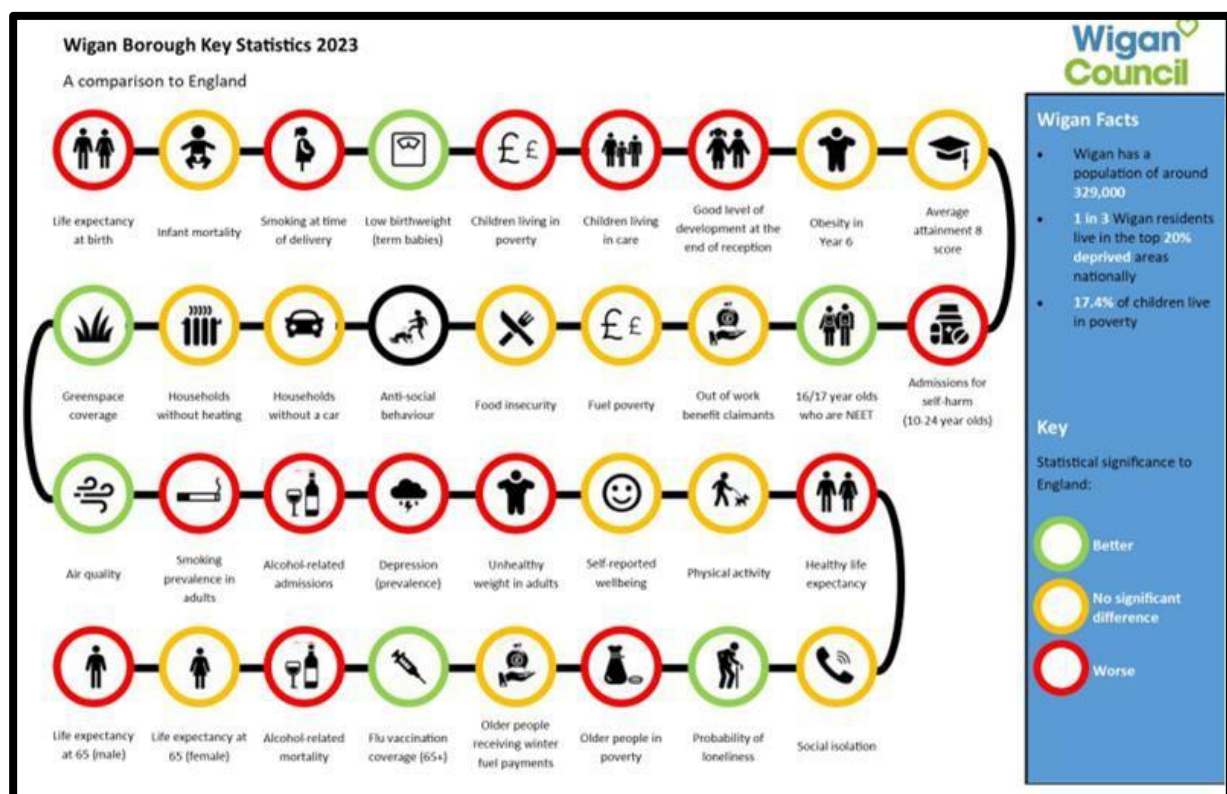 Wigan Borough Key Statistics 2023
A comparison to England
Life expectancy
at birth
Infant mortality
Smoking at time
of delivery
Low birthweight
(term babies)
££
Children living in
poverty
Children living
in care
Good level of
development at the
end of reception
Obesity in
Year 6
Average
attainment 8
score
Greenspace
coverage
Households
without heating
Households
without a car
Anti-social
behaviour
Food insecurity
££
Fuel poverty
Out of work
benefit claimants
16/17 year olds
who are NEET
Admissions for
self-harm
(10-24 year olds)
Air quality
Smoking
prevalence in
adults
Alcohol-related
admissions
Depression
(prevalence)
Unhealthy
weight in adults
Self-reported
wellbeing
Physical activity
Healthy life
expectancy
Life expectancy
at 65 (male)
Life expectancy at
65 (female)
Alcohol-related
mortality
Flu vaccination
coverage (65+)
Older people
receiving winter
fuel payments
Older people in
poverty
Probability of
loneliness
Social isolation
Wigan
Council
Wigan Facts
• Wigan has a
population of around
329,000
• 1 in 3 Wigan residents
live in the top 20%
deprived areas
nationally
• 17.4% of children live
in poverty
Key
Statistical significance to
England:
Better
No significant
difference
Worse